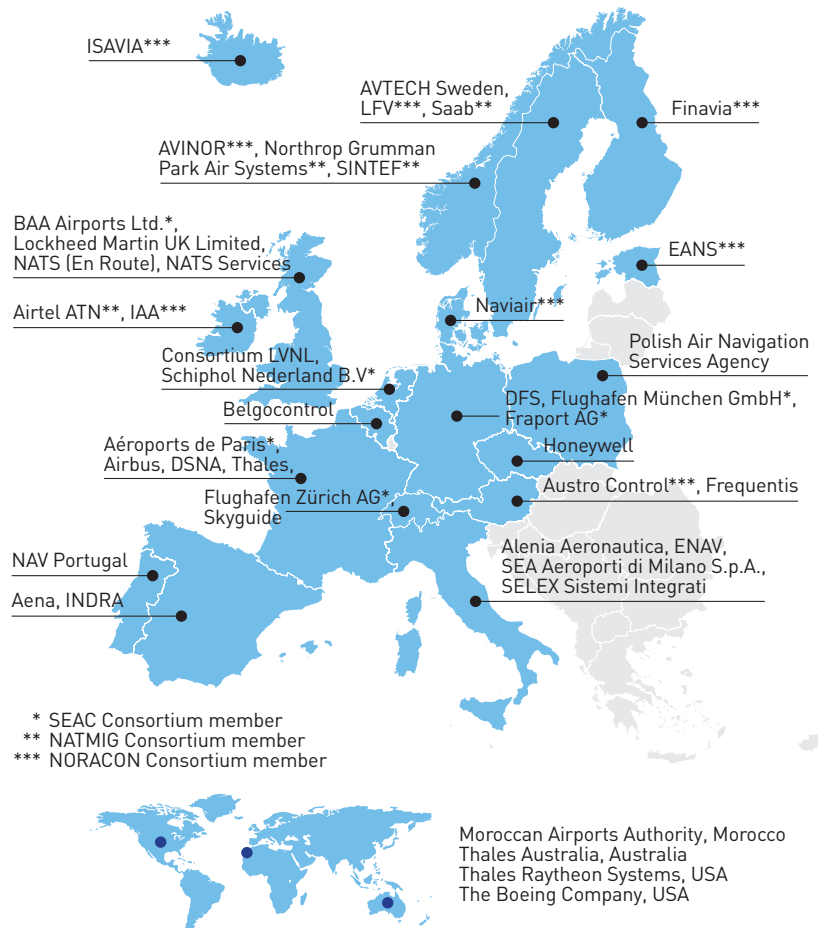 ISAVIA***
AVTECH Sweden,
LFV***, Saab**
Finavia***
AVINOR***, Northrop Grumman
Park Air Systems**, SINTEF**
BAA Airports Ltd.*,
Lockheed Martin UK Limited,
NATS (En Route), NATS Services
EANS***
Airtel ATN**, IAA***
Naviair***
Polish Air Navigation
Services Agency
Consortium LVNL,
Schiphol Nederland B.V*
DFS, Flughafen München GmbH*,
Fraport AG*
Belgocontrol
Aéroports de Paris*,
Airbus, DSNA, Thales,
Honeywell
Flughafen Zürich AG*,
Skyguide
Austro Control***, Frequentis
Alenia Aeronautica, ENAV,
SEA Aeroporti di Milano S.p.A.,
SELEX Sistemi Integrati
NAV Portugal
Aena, INDRA
* SEAC Consortium member
** NATMIG Consortium member
*** NORACON Consortium member
Moroccan Airports Authority, Morocco
Thales Australia, Australia
Thales Raytheon Systems, USA
The Boeing Company, USA